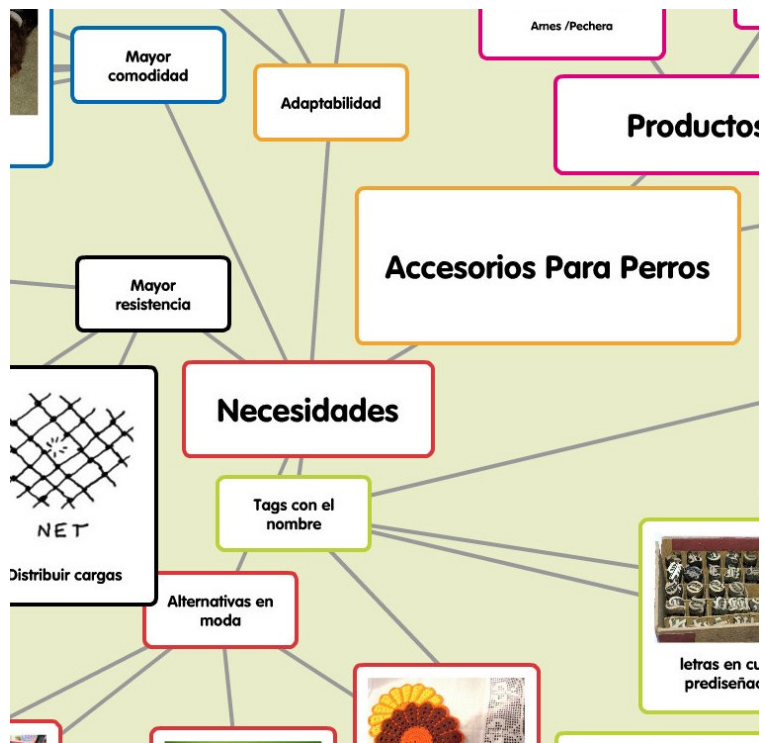 Arnes /Pechera
Mayor
comodidad
Adaptabilidad
Productos
Accesorios Para Perros
Mayor
resistencia
Necesidades
Tags con el
nombre
NET
Distribuir cargas
Alternativas en
moda
letras en cu
prediseña